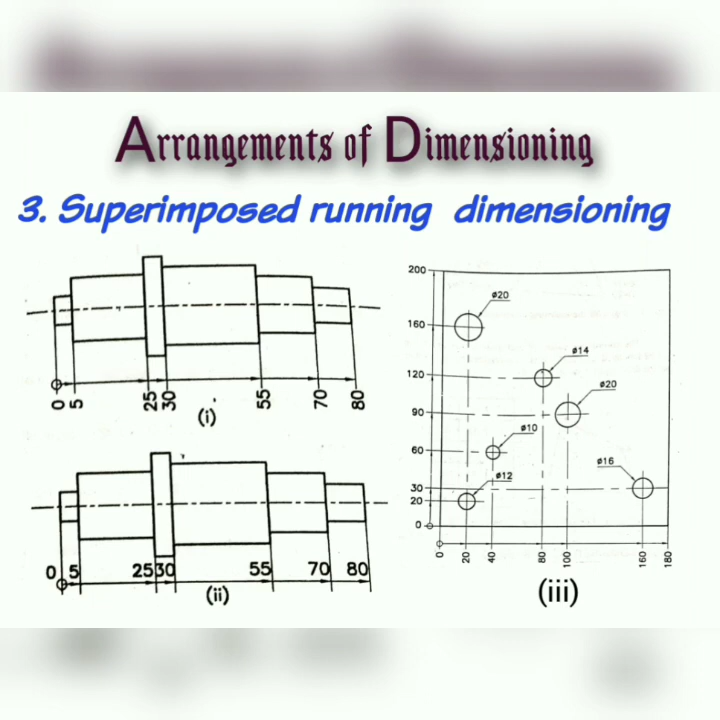 Arrangements of Dimensioning
3. Superimposed running dimensioning
0 5 25 30 55 70 80
(i)
0 5 25 30 55 70 80
(ii)
200
ø20
160
ø14
120
ø20
90
ø10
60
ø16
ø12
30
20
0
0 20 40 80 100 160 180
(iii)